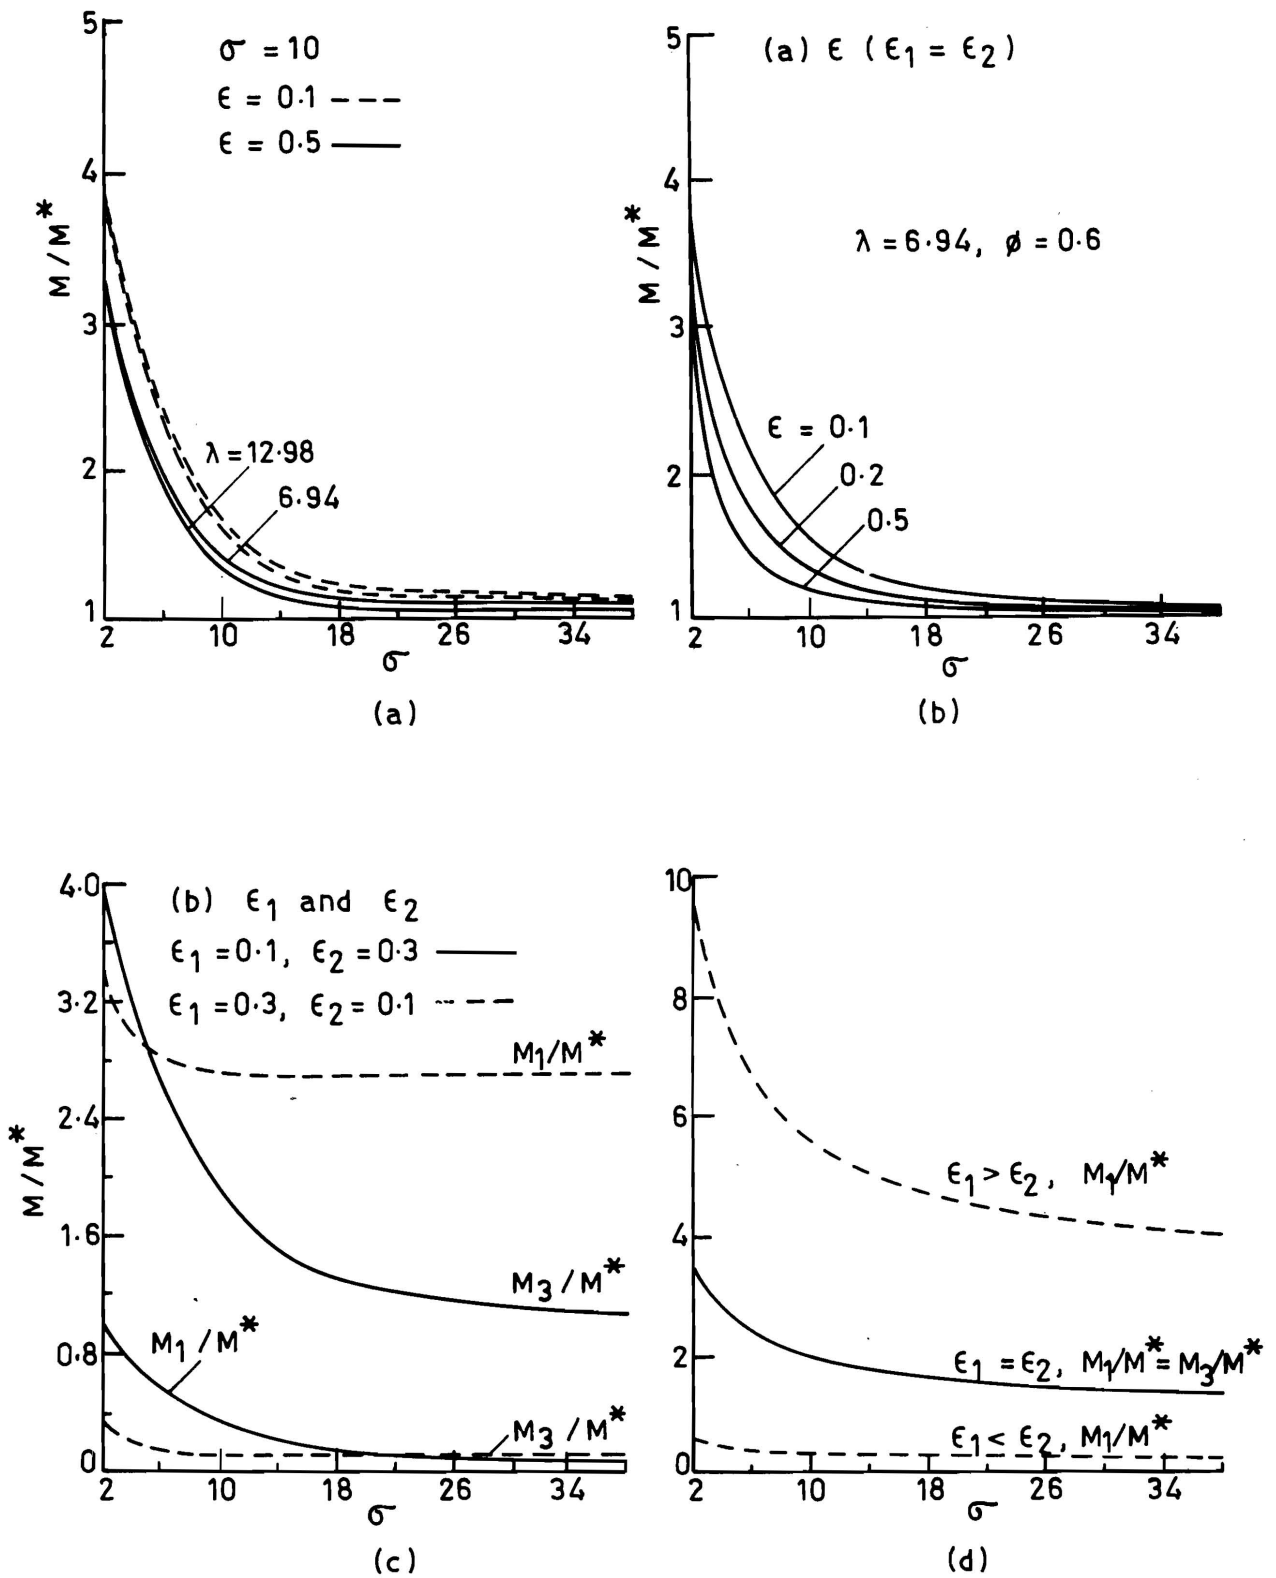 5
4
3
2
1
M/M*
σ = 10
ϵ = 0.1
ϵ = 0.5
λ = 12.98
6.94
2 10 18 26 34
σ
(a)
5
4
3
2
1
M/M*
(a) ϵ (ϵ1 = ϵ2)
λ = 6.94, ø = 0.6
ϵ = 0.1
0.2
0.5
2 10 18 26 34
σ
(b)
4.0
3.2
2.4
1.6
0.8
0
M/M*
(b) ϵ1 and ϵ2
ϵ1 = 0.1, ϵ2 = 0.3
ϵ1 = 0.3, ϵ2 = 0.1
M1/M*
M3/M*
M1/M*
M3/M*
2 10 18 26 34
σ
(c)
10
8
6
4
2
0
ϵ1 > ϵ2, M1/M*
ϵ1 = ϵ2, M1/M* = M3/M*
ϵ1 < ϵ2, M1/M*
2 10 18 26 34
σ
(d)